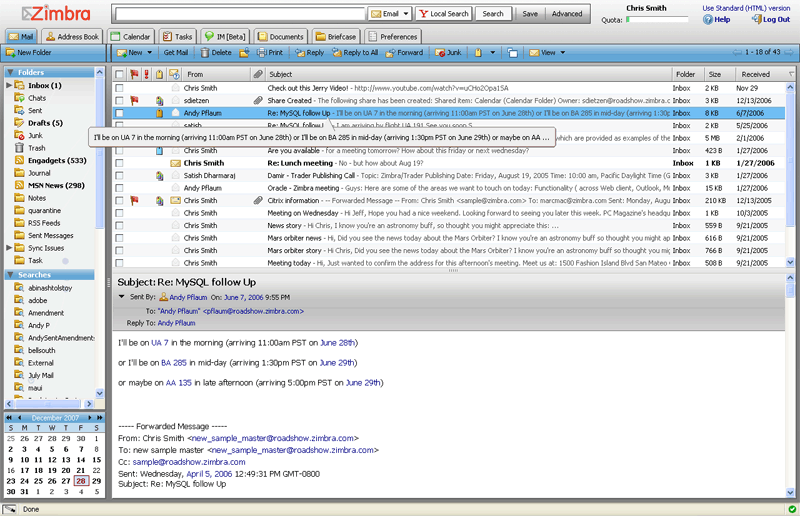 Zimbra
Email
Local Search
Search
Save
Advanced
Chris Smith
Quota:
Use Standard (HTML) version
Help
Log Out
Mail
Address Book
Calendar
Tasks
IM [Beta]
Documents
Briefcase
Preferences
New Folder
New
Get Mail
Delete
Print
Reply
Reply to All
Forward
Junk
View
1 - 18 of 43
Folders
Inbox (1)
Chats
Sent
Drafts (5)
Junk
Trash
Engadgets (533)
Journal
MSN News (298)
Notes
quarantine
RSS Feeds
Sent Messages
Sync Issues
Task
Searches
abinashtolstoy
adobe
Amendment
Andy P
AndySentAmendments
bellsouth
External
July Mail
maui
December 2007
S M T W T F S
25 26 27 28 29 30 1
2 3 4 5 6 7 8
9 10 11 12 13 14 15
16 17 18 19 20 21 22
23 24 25 26 27 28 29
30 31 1 2 3 4 5
From Subject Folder Size Received
Chris Smith Check out this Jerry Video! - http://www.youtube.com/watch?v=uCHo2Opa1SA Inbox 2 KB Nov 29
sdietzen Share Created - The following share has been created: Shared item: Calendar (Calendar Folder) Owner: sdietzen@roadshow.zimbra.c Inbox 3 KB 12/13/2006
Andy Pflaum Re: MySQL follow Up - I'll be on UA 7 in the morning (arriving 11:00am PST on June 28th) or I'll be on BA 285 in mid-day (arriving 1:30 Inbox 8 KB 6/7/2006
satish Re: MySQL follow Up - I am arriving by flight UA 191 See you soon S Inbox 5 KB 2/21/2006
I'll be on UA 7 in the morning (arriving 11:00am PST on June 28th) or I'll be on BA 285 in mid-day (arriving 1:30pm PST on June 29th) or maybe on AA ...
which are provided as examples of the Inbox 5 MB 2/1/2006
Chris Smith Are you available - for a meeting tomorrow? How about this friday or next wednesday? Inbox 423 B 1/27/2006
Chris Smith Re: Lunch meeting - No - but how about Aug 19? Inbox 1 KB 1/27/2006
Satish Dharmaraj Damir - Trader Publishing Call - Topic: Zimbra/Trader Publishing Date: Friday, August 19, 2005 Time: 10:00 am, Pacific Daylight Time (G Inbox 4 KB 1/27/2006
Andy Pflaum Oracle - Zimbra meeting - Guys: Here are some of the areas we want to touch on today: Functionality ( across Web client, Outlook, Mo Inbox 15 KB 1/27/2006
Chris Smith Citrix information - -- Forwarded Message -- From: Chris Smith <sample@zimbra.com> To: marcmac@zimbra.com Sent: Monday, August Inbox 210 KB 12/13/2005
Chris Smith Meeting on Wednesday - Hi Jeff, Hope you had a nice weekend. Looking forward to seeing you later this week. PC Magazine's headqu Inbox 1 KB 10/3/2005
Chris Smith News story - Hi Chris, I know you're an astronomy buff, so thought you might appreciate this: ... Inbox 559 B 9/21/2005
Chris Smith Mars orbiter news - Hi, Did you see the news today about the Mars Orbiter? I know you're an astronomy buff so thought you might ap Inbox 616 B 9/21/2005
Chris Smith Mars orbiter story - Hi Chris, Did you see the news today about the Mars Orbiter? I know you're an astronomy buff so thought you mig Inbox 766 B 9/21/2005
Chris Smith Meeting today - Hi, Just wanted to confirm the address for this afternoon's meeting. Meet us at: 1500 Fashion Island Blvd San Mateo Inbox 508 B 9/21/2005
Subject: Re: MySQL follow Up
Sent By: Andy Pflaum On: June 7, 2006 9:55 PM
To: "Andy Pflaum" <pflaum@roadshow.zimbra.com>
Reply To: Andy Pflaum
I'll be on UA 7 in the morning (arriving 11:00am PST on June 28th)
or I'll be on BA 285 in mid-day (arriving 1:30pm PST on June 29th)
or maybe on AA 135 in late afternoon (arriving 5:00pm PST on June 29th)
----- Forwarded Message -----
From: Chris Smith <new_sample_master@roadshow.zimbra.com>
To: new sample master <new_sample_master@roadshow.zimbra.com>
Cc: sample@roadshow.zimbra.com
Sent: Wednesday, April 5, 2006 12:49:31 PM GMT-0800
Subject: Re: MySQL follow Up
Done